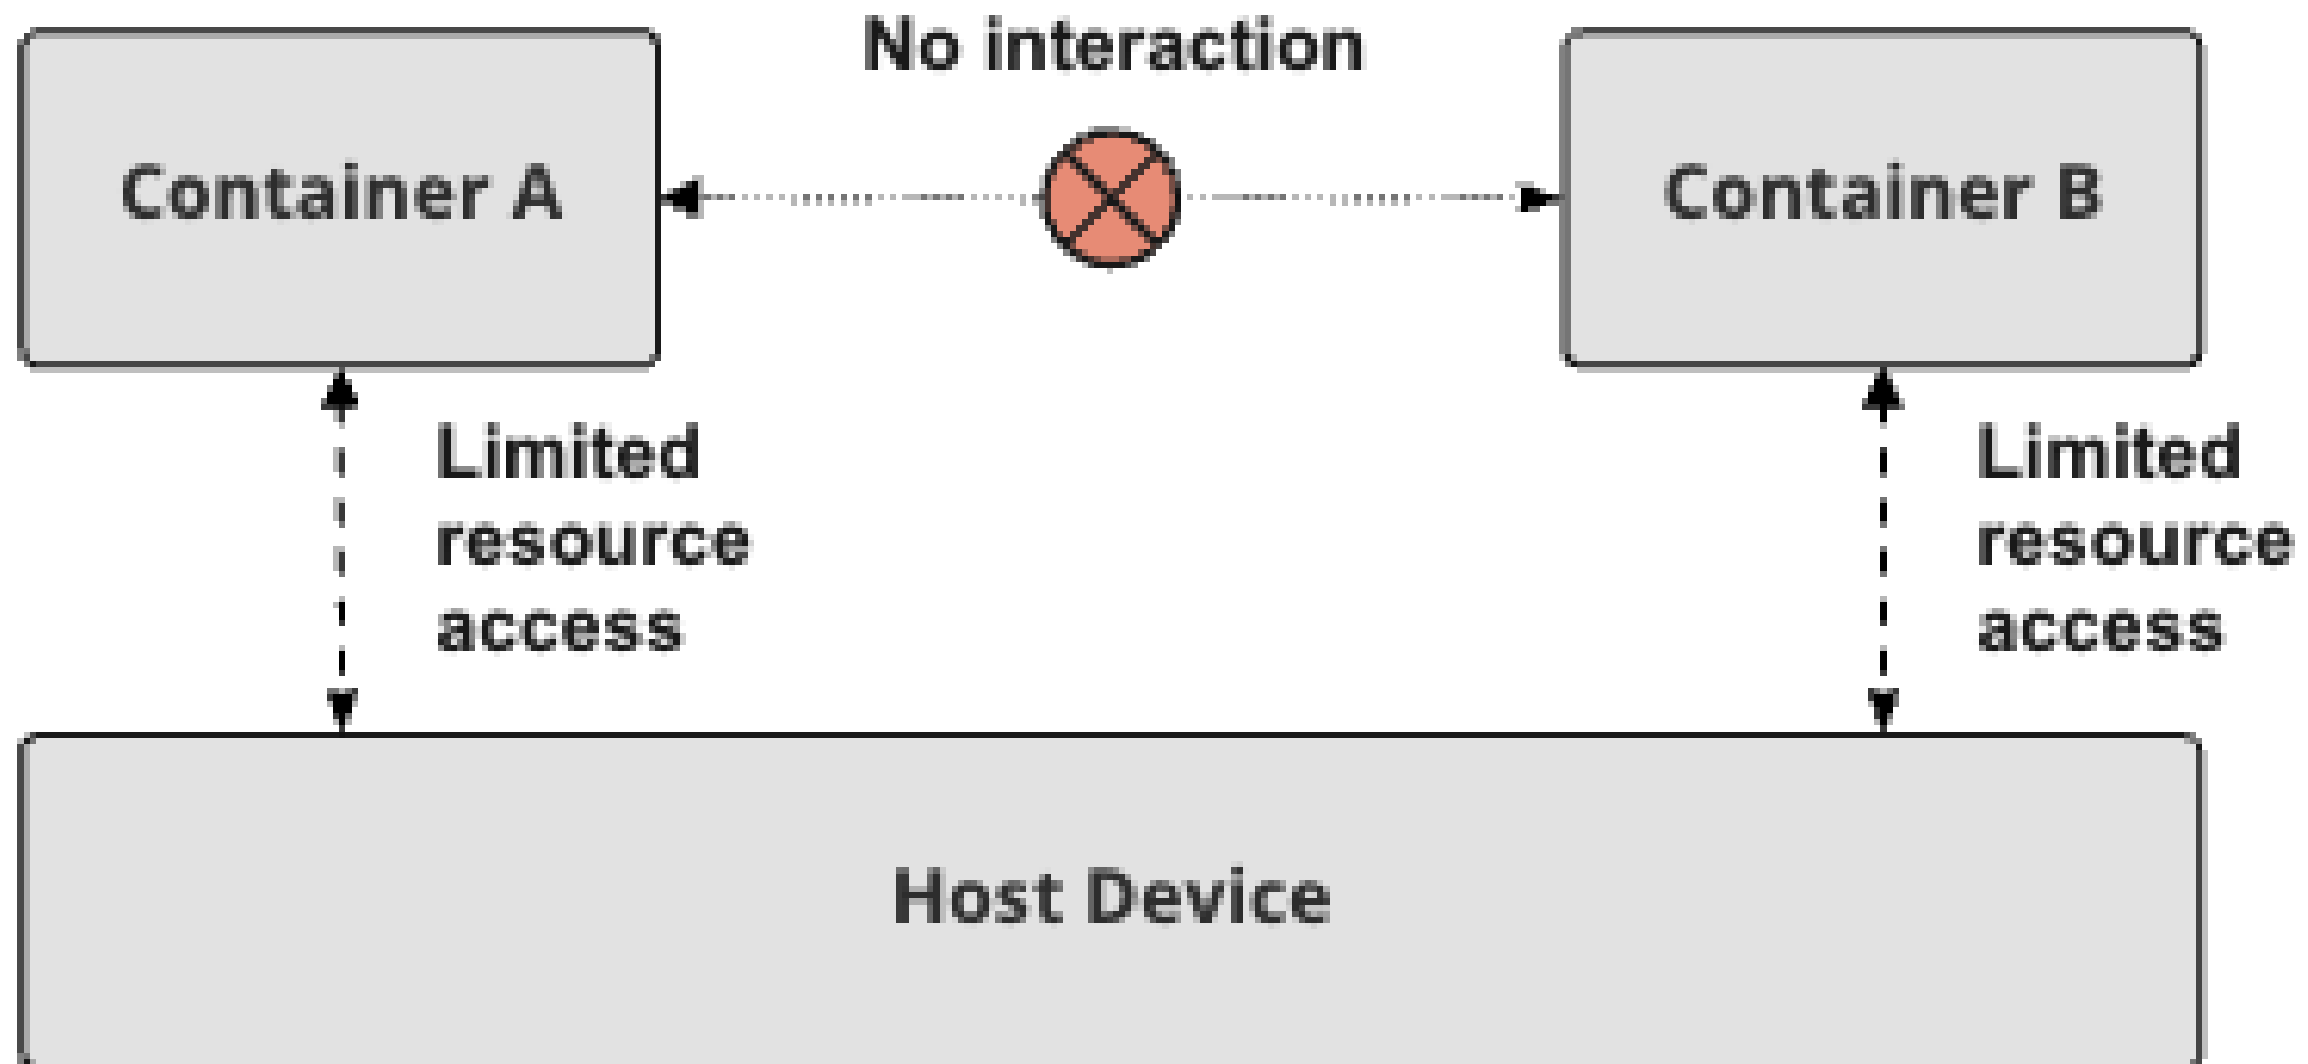 No interaction
Container A
Container B
Limited
resource
access
Limited
resource
access
Host Device